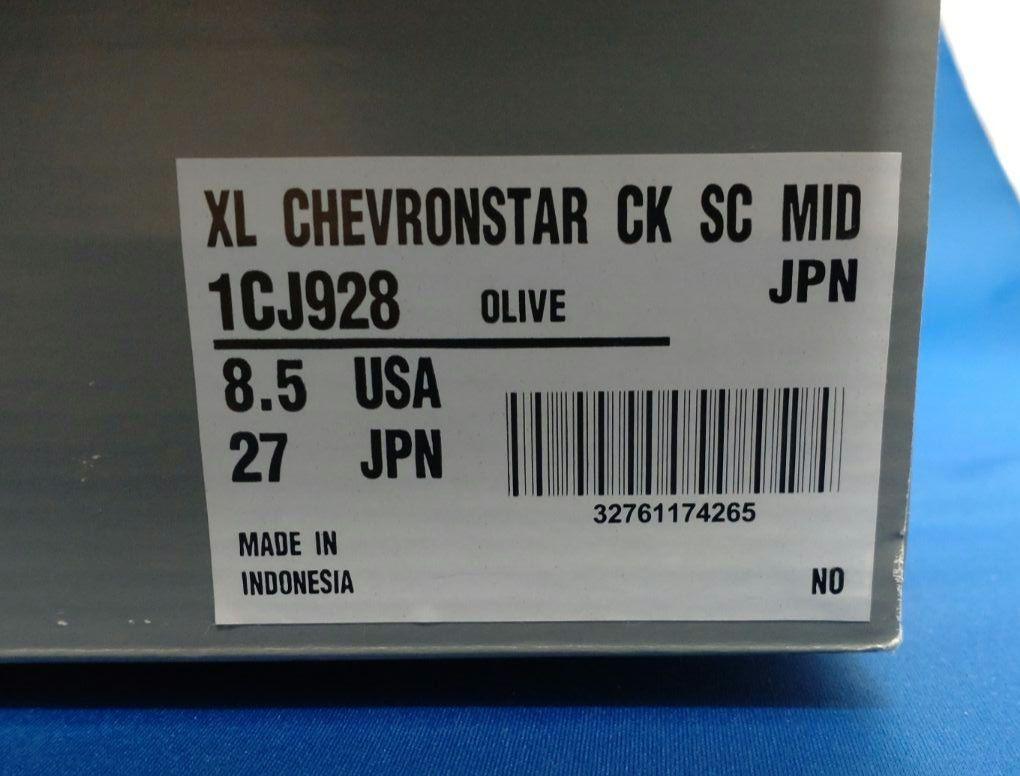 XL CHEVRONSTAR CK SC MID
1CJ928 OLIVE JPN
8.5 USA
27 JPN
32761174265
MADE IN
INDONESIA
NO